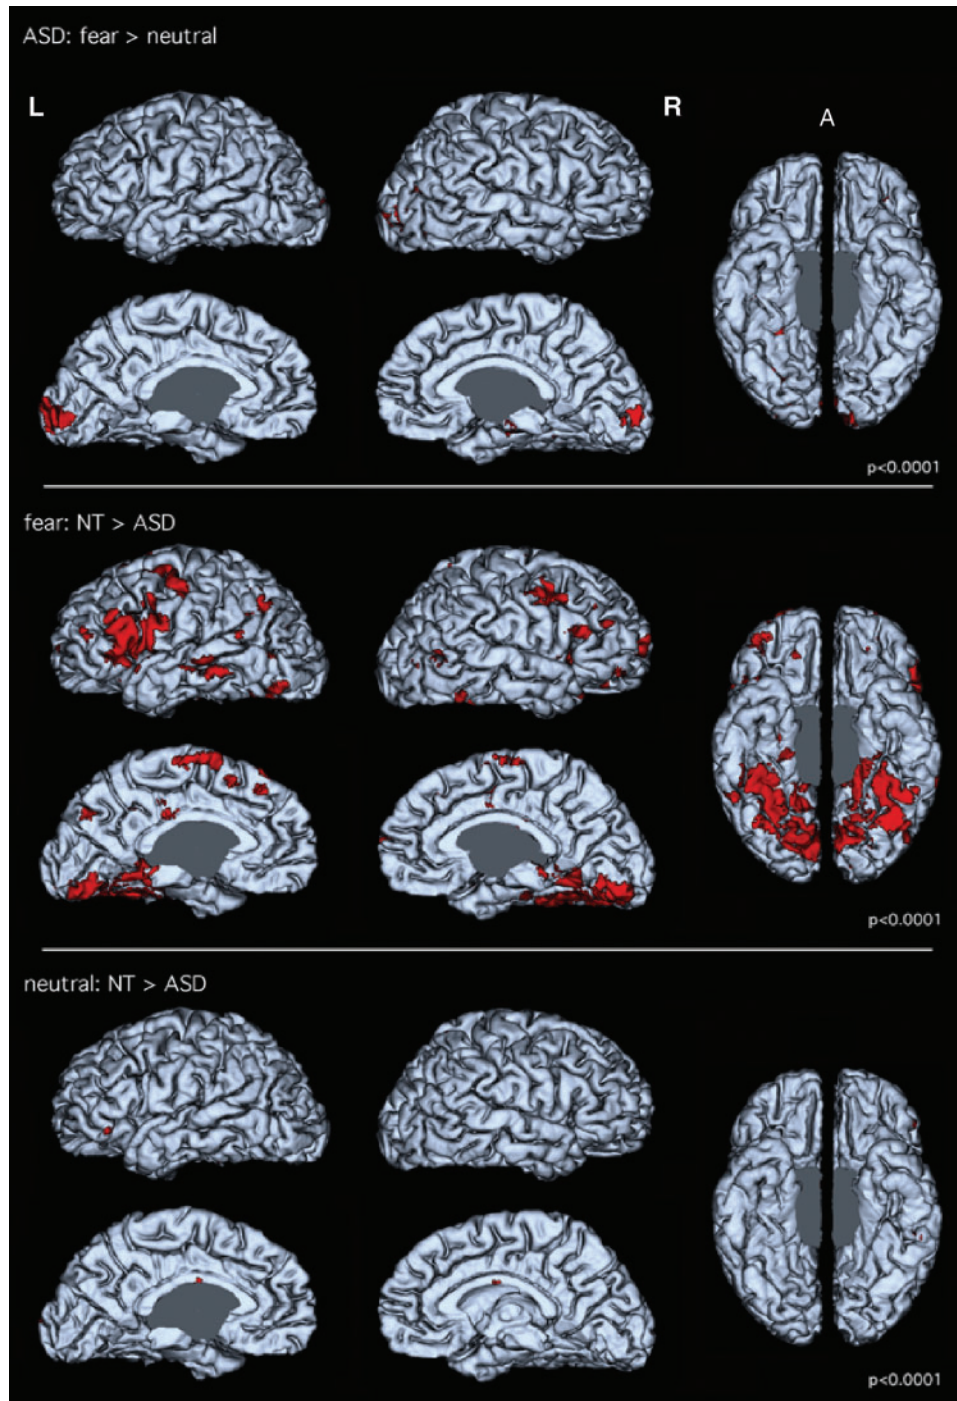 ASD: fear > neutral
L
R
A
p<0.0001
fear: NT > ASD
p<0.0001
neutral: NT > ASD
p<0.0001